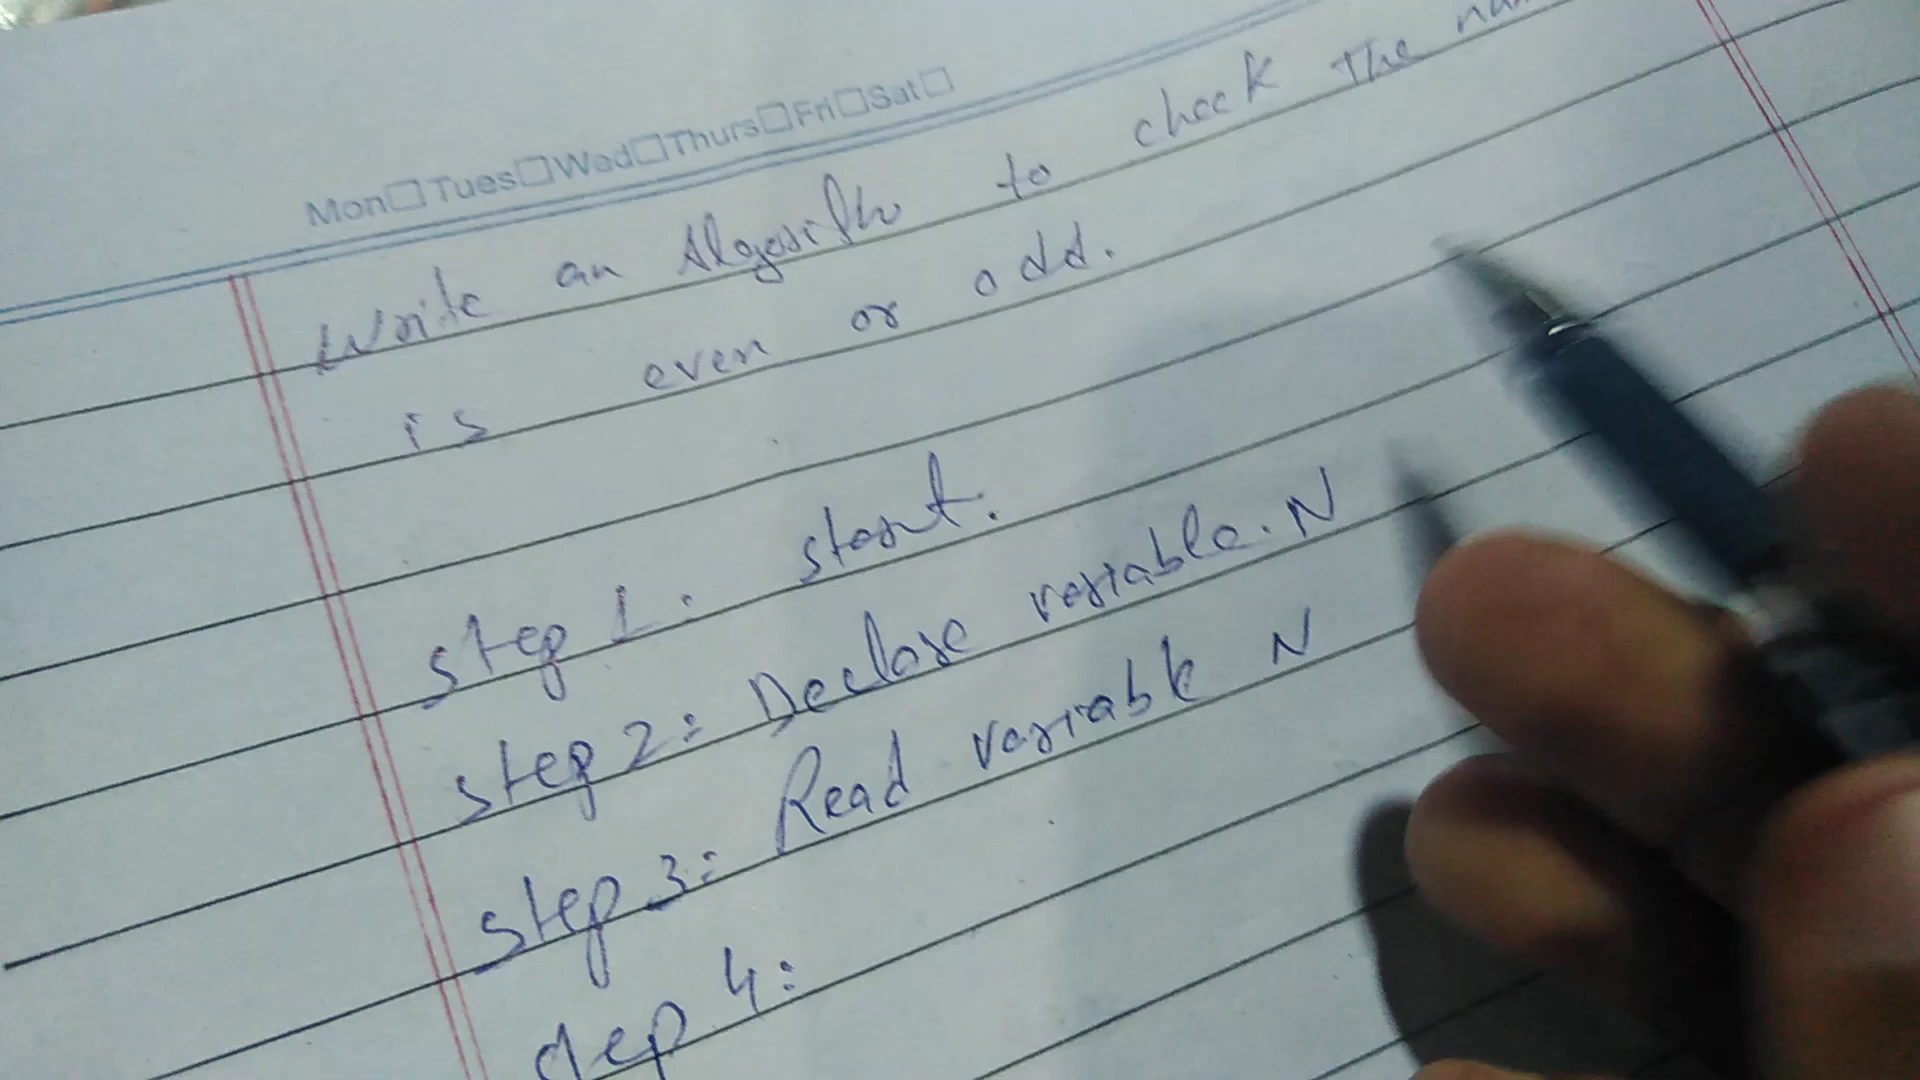 Mon□Tues□Wed□Thurs□Fri□Sat□
Write an Algorithm to check the
is even or odd.
step 1: start.
step 2: Declare variable. N
step 3: Read variable N
step 4: